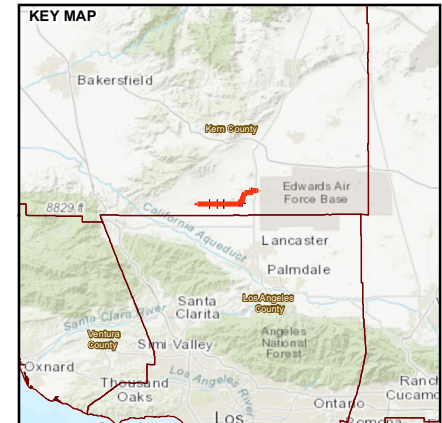 KEY MAP
Bakersfield
Kern County
Edwards Air
Force Base
8829 ft
California Aqueduct
Lancaster
Palmdale
Santa
Clarita
Los Angeles
County
Santa Clara River
Ventura
County
Simi Valley
Angeles
National
Forest
Oxnard
Thousand
Oaks
Los Angeles River
Ranch
Cucamo
Ontario
Pomona
Los